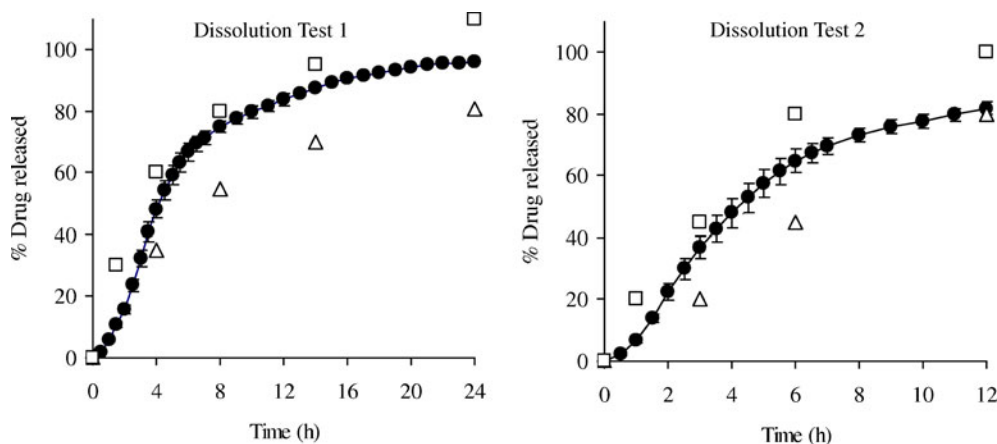 Dissolution Test 1
% Drug released
100
80
60
40
20
0
0 4 8 12 16 20 24
Time (h)
Dissolution Test 2
% Drug released
100
80
60
40
20
0
0 2 4 6 8 10 12
Time (h)